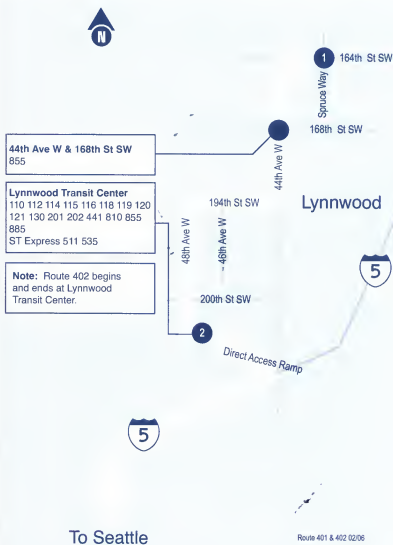 N
1 164th St SW
Spruce Way
168th St SW
44th Ave W & 168th St SW
855
44th Ave W
Lynnwood Transit Center
110 112 114 115 116 118 119 120
121 130 201 202 441 810 855
885
ST Express 511 535
194th St SW
Lynnwood
48th Ave W
46th Ave W
5
Note: Route 402 begins
and ends at Lynnwood
Transit Center.
200th St SW
2
Direct Access Ramp
5
To Seattle
Route 401 & 402 02/06